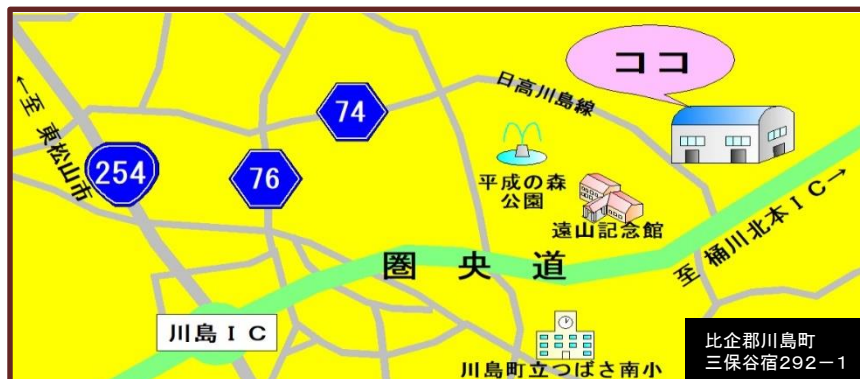 ココ
日高川島線
74
←至 東松山市
254
76
平成の森
公園
遠山記念館
圏央道
至 桶川北本IC→
川島IC
川島町立つばさ南小
比企郡川島町
三保谷宿292－1